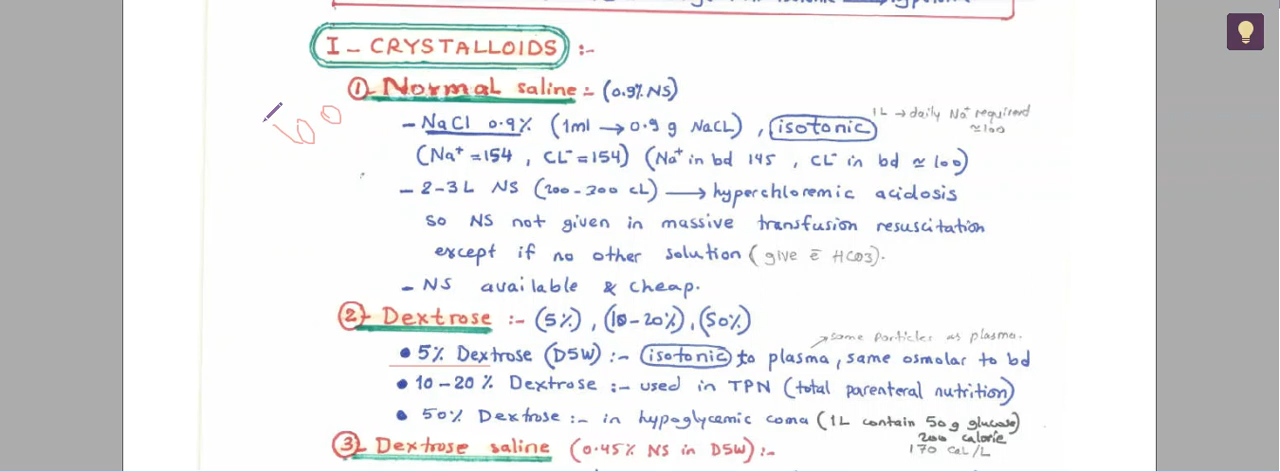 I - CRYSTALLOIDS :-
① Normal saline :- (0.9% NS)
1L → daily Na⁺ required ≈100
- NaCl 0.9% (1ml → 0.9 g NaCL), isotonic
(Na⁺ = 154 , CL⁻ = 154) (Na⁺ in bd 145 , CL⁻ in bd ≃ 100)
- 2-3L NS (200-300 cL) → hyperchloremic acidosis
so NS not given in massive transfusion resuscitation
except if no other solution (give c̄ HCO3).
- NS available & cheap.
100
② Dextrose :- (5%), (10-20%), (50%)
→ same particles as plasma.
• 5% Dextrose (D5W) :- isotonic to plasma, same osmolar to bd
• 10-20 % Dextrose :- used in TPN (total parenteral nutrition)
• 50% Dextrose :- in hypoglycemic coma (1L contain 50g glucose)
200 calorie
170 cal/L
③ Dextrose saline (0.45% NS in D5W) :-